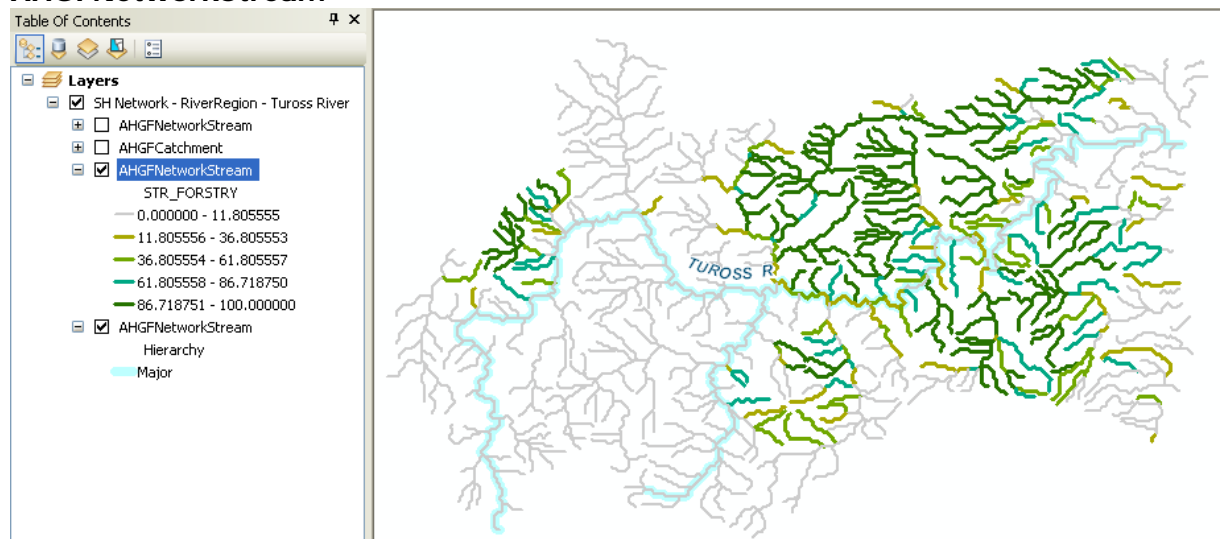 AHGFNetworkStream
Table Of Contents
Layers
SH Network - RiverRegion - Tuross River
AHGFNetworkStream
AHGFCatchment
AHGFNetworkStream
STR_FORSTRY
0.000000 - 11.805555
11.805556 - 36.805553
36.805554 - 61.805557
61.805558 - 86.718750
86.718751 - 100.000000
AHGFNetworkStream
Hierarchy
Major
TUROSS R.